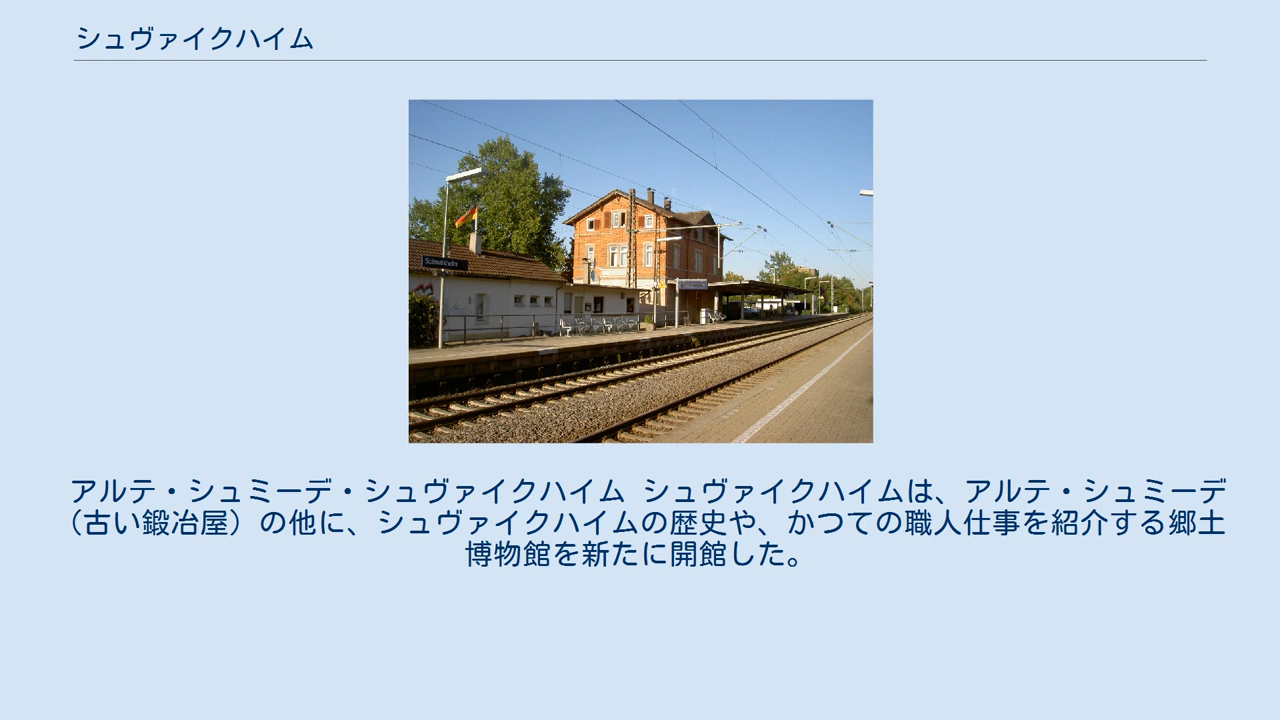 シュヴァイクハイム
Schwaikheim
アルテ・シュミーデ・シュヴァイクハイム シュヴァイクハイムは、アルテ・シュミーデ
（古い鍛冶屋）の他に、シュヴァイクハイムの歴史や、かつての職人仕事を紹介する郷土
博物館を新たに開館した。